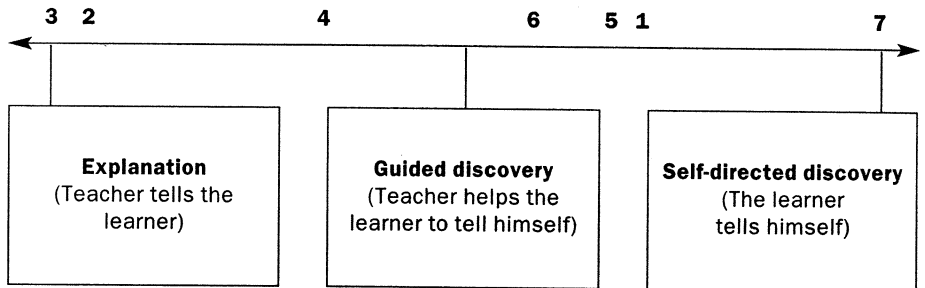 3 2 4 6 5 1 7
Explanation
(Teacher tells the
learner)
Guided discovery
(Teacher helps the
learner to tell himself)
Self-directed discovery
(The learner
tells himself)